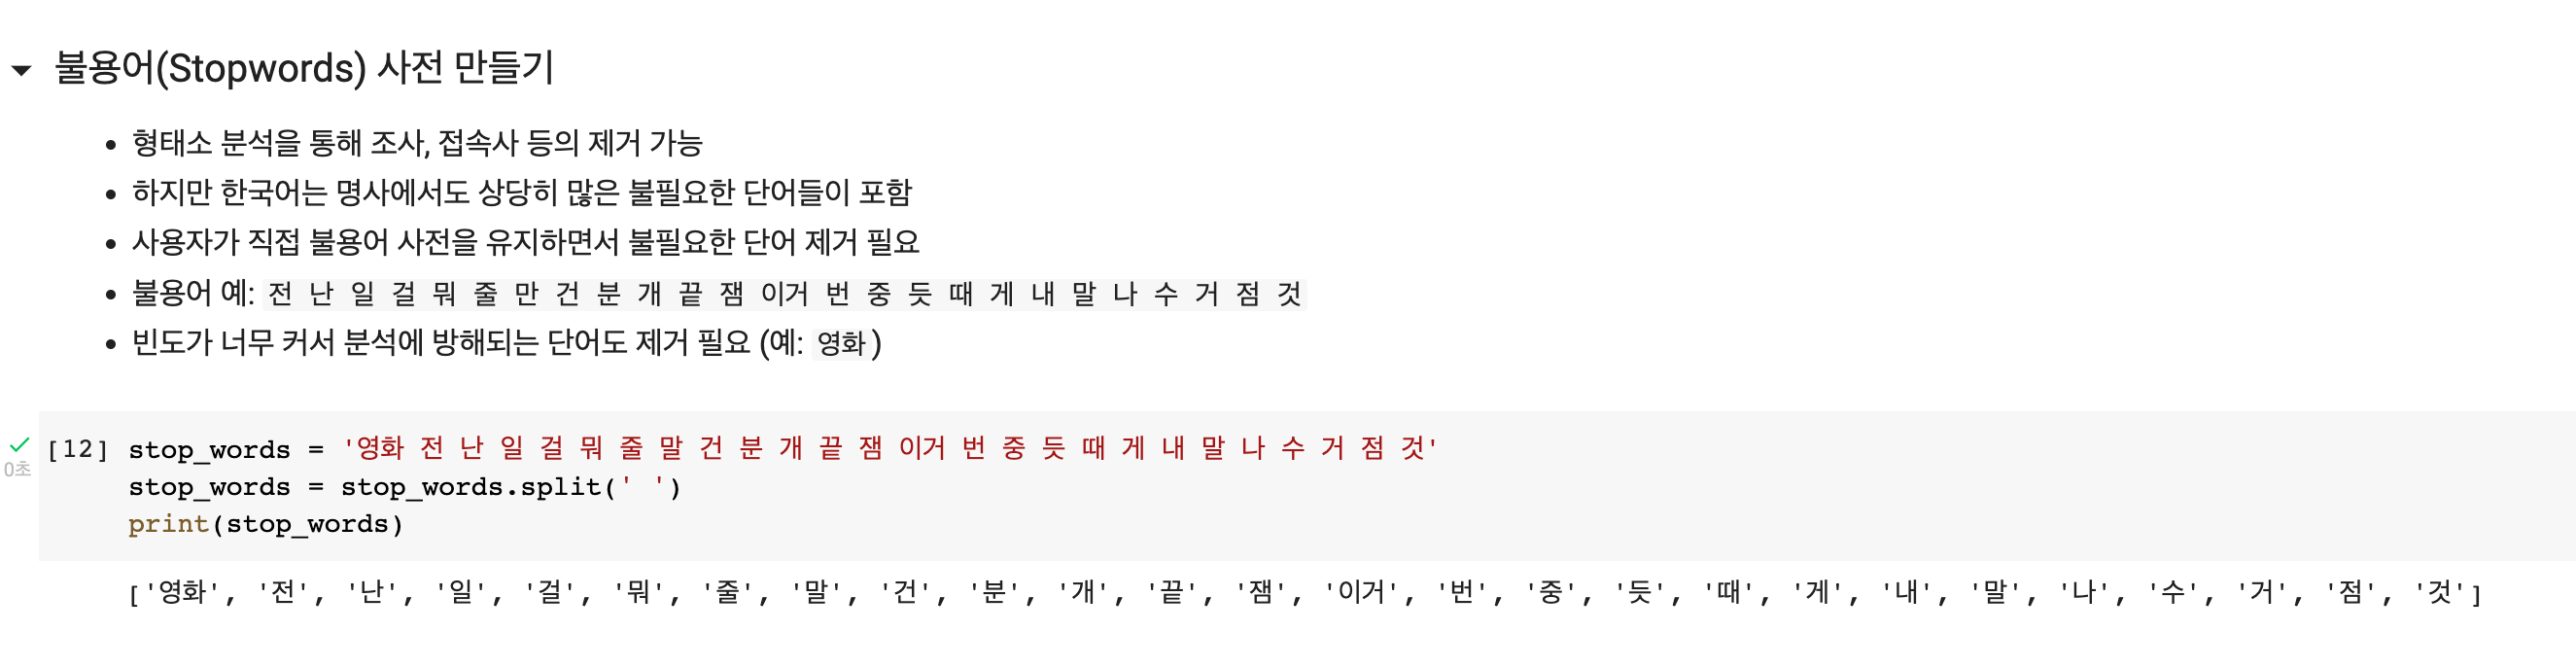 불용어(Stopwords) 사전 만들기
• 형태소 분석을 통해 조사, 접속사 등의 제거 가능
• 하지만 한국어는 명사에서도 상당히 많은 불필요한 단어들이 포함
• 사용자가 직접 불용어 사전을 유지하면서 불필요한 단어 제거 필요
• 불용어 예: 전 난 일 걸 뭐 줄 만 건 분 개 끝 잼 이거 번 중 듯 때 게 내 말 나 수 거 점 것
• 빈도가 너무 커서 분석에 방해되는 단어도 제거 필요 (예: 영화)
[12] stop_words = '영화 전 난 일 걸 뭐 줄 말 건 분 개 끝 잼 이거 번 중 듯 때 게 내 말 나 수 거 점 것'
0초
stop_words = stop_words.split(' ')
print(stop_words)
['영화', '전', '난', '일', '걸', '뭐', '줄', '말', '건', '분', '개', '끝', '잼', '이거', '번', '중', '듯', '때', '게', '내', '말', '나', '수', '거', '점', '것']